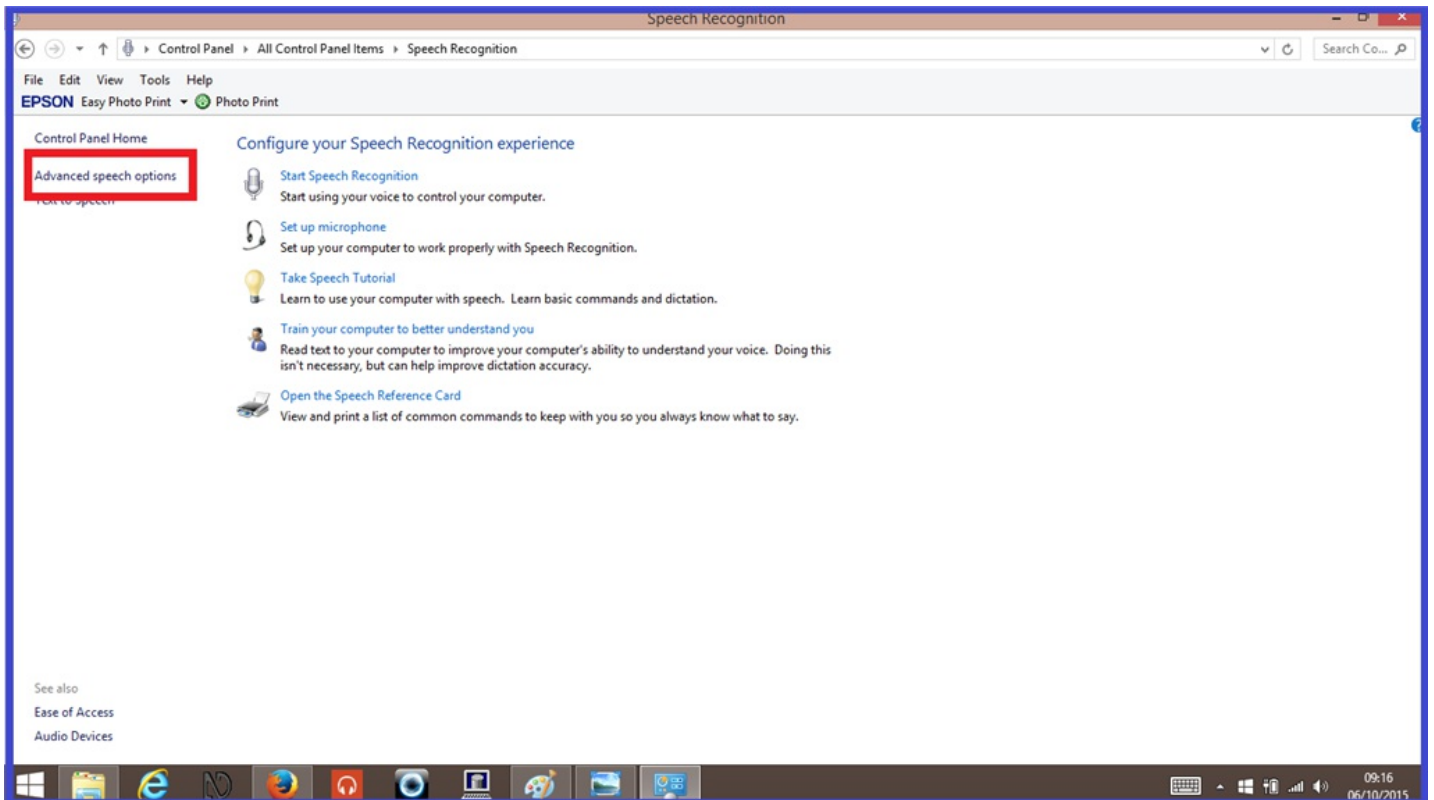 Speech Recognition
Control Panel All Control Panel Items Speech Recognition
Search Co...
File Edit View Tools Help
EPSON Easy Photo Print Photo Print
Control Panel Home
Advanced speech options
Text to Speech
Configure your Speech Recognition experience
Start Speech Recognition
Start using your voice to control your computer.
Set up microphone
Set up your computer to work properly with Speech Recognition.
Take Speech Tutorial
Learn to use your computer with speech. Learn basic commands and dictation.
Train your computer to better understand you
Read text to your computer to improve your computer's ability to understand your voice. Doing this
isn't necessary, but can help improve dictation accuracy.
Open the Speech Reference Card
View and print a list of common commands to keep with you so you always know what to say.
See also
Ease of Access
Audio Devices
09:16
06/10/2015